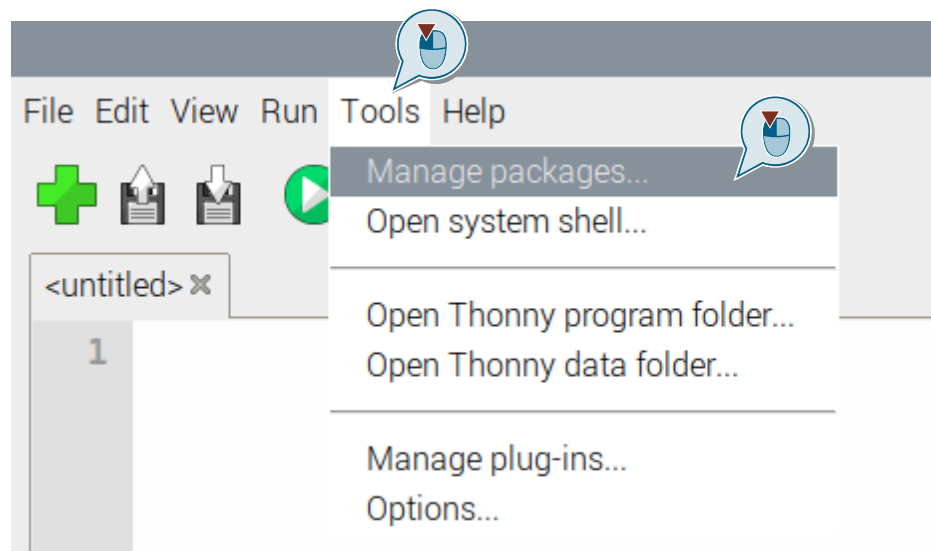 File Edit View Run Tools Help
Manage packages...
Open system shell...
<untitled>
Open Thonny program folder...
1
Open Thonny data folder...
Manage plug-ins...
Options...